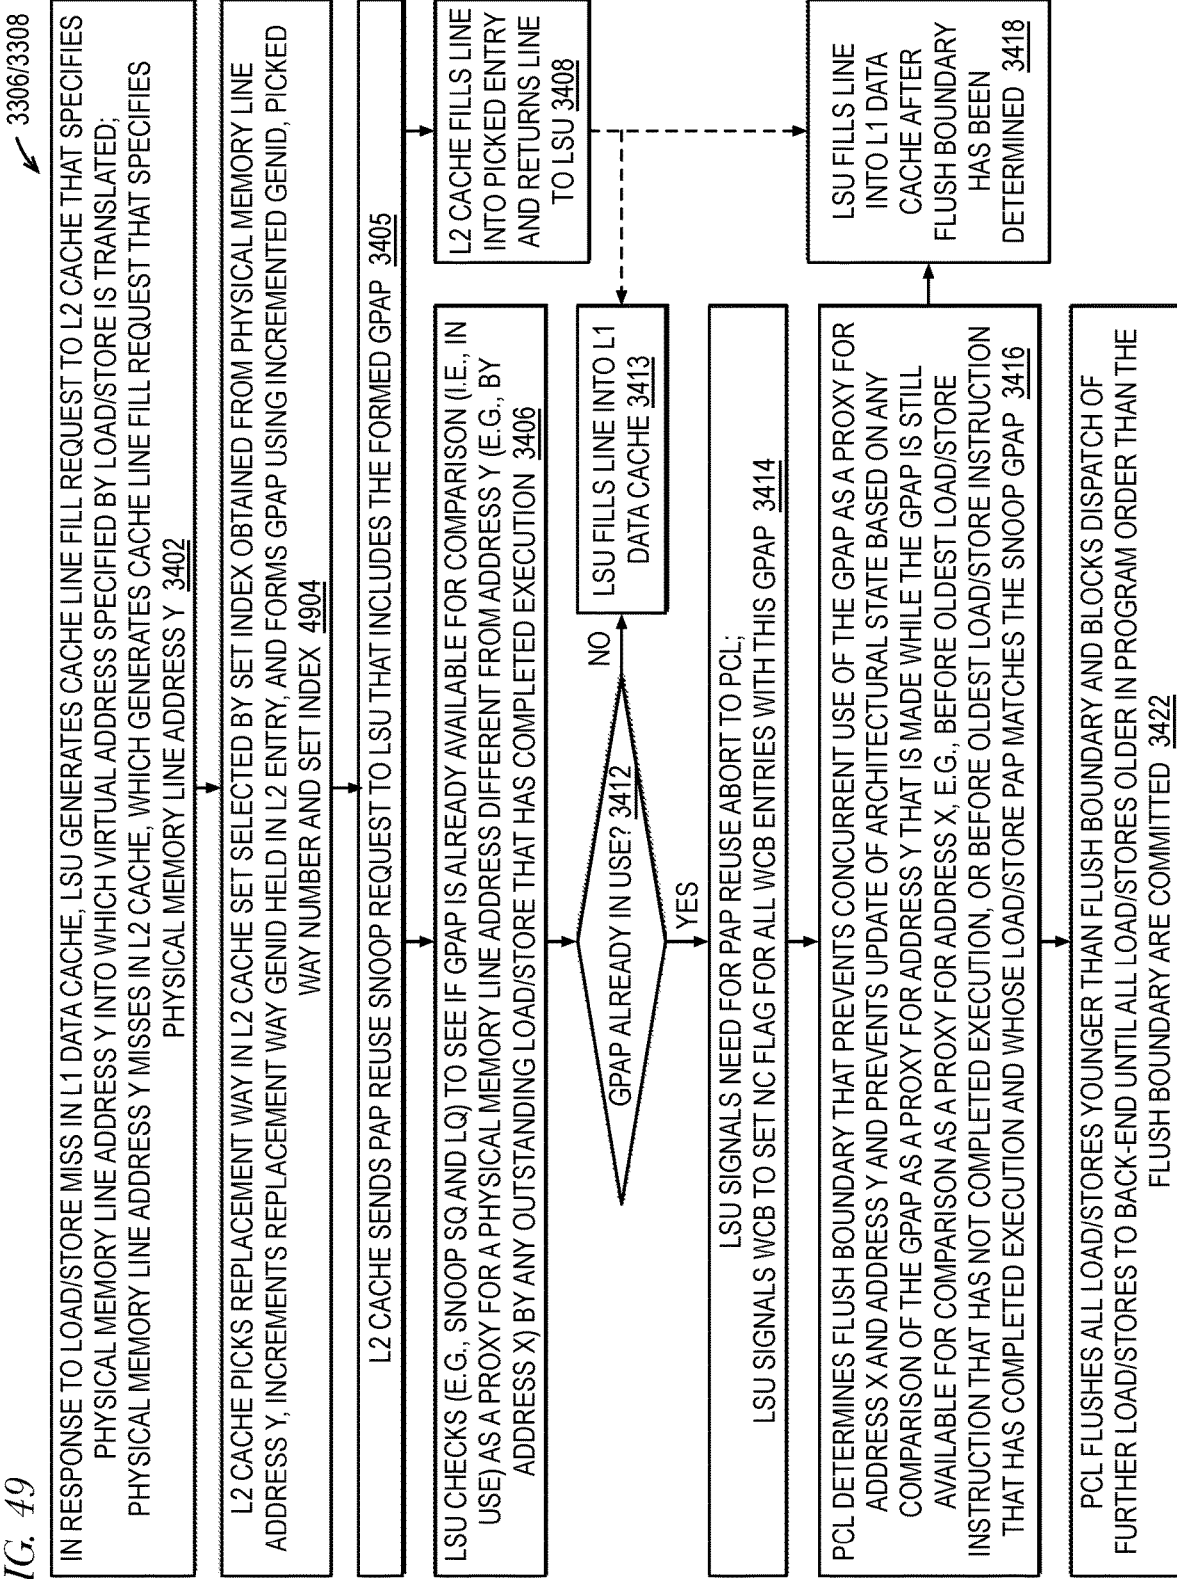 IG. 49
3306/3308
IN RESPONSE TO LOAD/STORE MISS IN L1 DATA CACHE, LSU GENERATES CACHE LINE FILL REQUEST TO L2 CACHE THAT SPECIFIES
PHYSICAL MEMORY LINE ADDRESS Y INTO WHICH VIRTUAL ADDRESS SPECIFIED BY LOAD/STORE IS TRANSLATED;
PHYSICAL MEMORY LINE ADDRESS Y MISSES IN L2 CACHE, WHICH GENERATES CACHE LINE FILL REQUEST THAT SPECIFIES
PHYSICAL MEMORY LINE ADDRESS Y 3402
L2 CACHE PICKS REPLACEMENT WAY IN L2 CACHE SET SELECTED BY SET INDEX OBTAINED FROM PHYSICAL MEMORY LINE
ADDRESS Y, INCREMENTS REPLACEMENT WAY GENID HELD IN L2 ENTRY, AND FORMS GPAP USING INCREMENTED GENID, PICKED
WAY NUMBER AND SET INDEX 4904
L2 CACHE SENDS PAP REUSE SNOOP REQUEST TO LSU THAT INCLUDES THE FORMED GPAP 3405
LSU CHECKS (E.G., SNOOP SQ AND LQ) TO SEE IF GPAP IS ALREADY AVAILABLE FOR COMPARISON (I.E., IN
USE) AS A PROXY FOR A PHYSICAL MEMORY LINE ADDRESS DIFFERENT FROM ADDRESS Y (E.G., BY
ADDRESS X) BY ANY OUTSTANDING LOAD/STORE THAT HAS COMPLETED EXECUTION 3406
L2 CACHE FILLS LINE
INTO PICKED ENTRY
AND RETURNS LINE
TO LSU 3408
GPAP ALREADY IN USE? 3412
NO
LSU FILLS LINE INTO L1
DATA CACHE 3413
YES
LSU SIGNALS NEED FOR PAP REUSE ABORT TO PCL;
LSU SIGNALS WCB TO SET NC FLAG FOR ALL WCB ENTRIES WITH THIS GPAP 3414
PCL DETERMINES FLUSH BOUNDARY THAT PREVENTS CONCURRENT USE OF THE GPAP AS A PROXY FOR
ADDRESS X AND ADDRESS Y AND PREVENTS UPDATE OF ARCHITECTURAL STATE BASED ON ANY
COMPARISON OF THE GPAP AS A PROXY FOR ADDRESS Y THAT IS MADE WHILE THE GPAP IS STILL
AVAILABLE FOR COMPARISON AS A PROXY FOR ADDRESS X, E.G., BEFORE OLDEST LOAD/STORE
INSTRUCTION THAT HAS NOT COMPLETED EXECUTION, OR BEFORE OLDEST LOAD/STORE INSTRUCTION
THAT HAS COMPLETED EXECUTION AND WHOSE LOAD/STORE PAP MATCHES THE SNOOP GPAP 3416
LSU FILLS LINE
INTO L1 DATA
CACHE AFTER
FLUSH BOUNDARY
HAS BEEN
DETERMINED 3418
PCL FLUSHES ALL LOAD/STORES YOUNGER THAN FLUSH BOUNDARY AND BLOCKS DISPATCH OF
FURTHER LOAD/STORES TO BACK-END UNTIL ALL LOAD/STORES OLDER IN PROGRAM ORDER THAN THE
FLUSH BOUNDARY ARE COMMITTED 3422